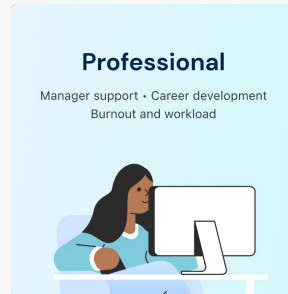 Professional
Manager support • Career development
Burnout and workload